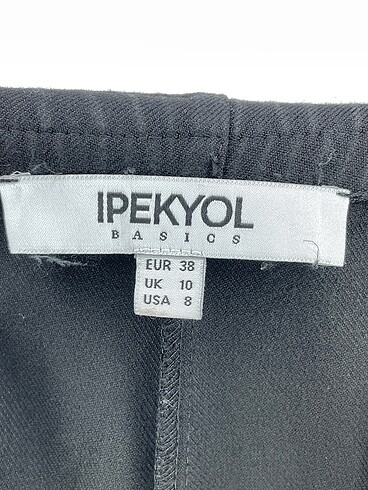 IPEKYOL
BASICS
EUR 38
UK 10
USA 8